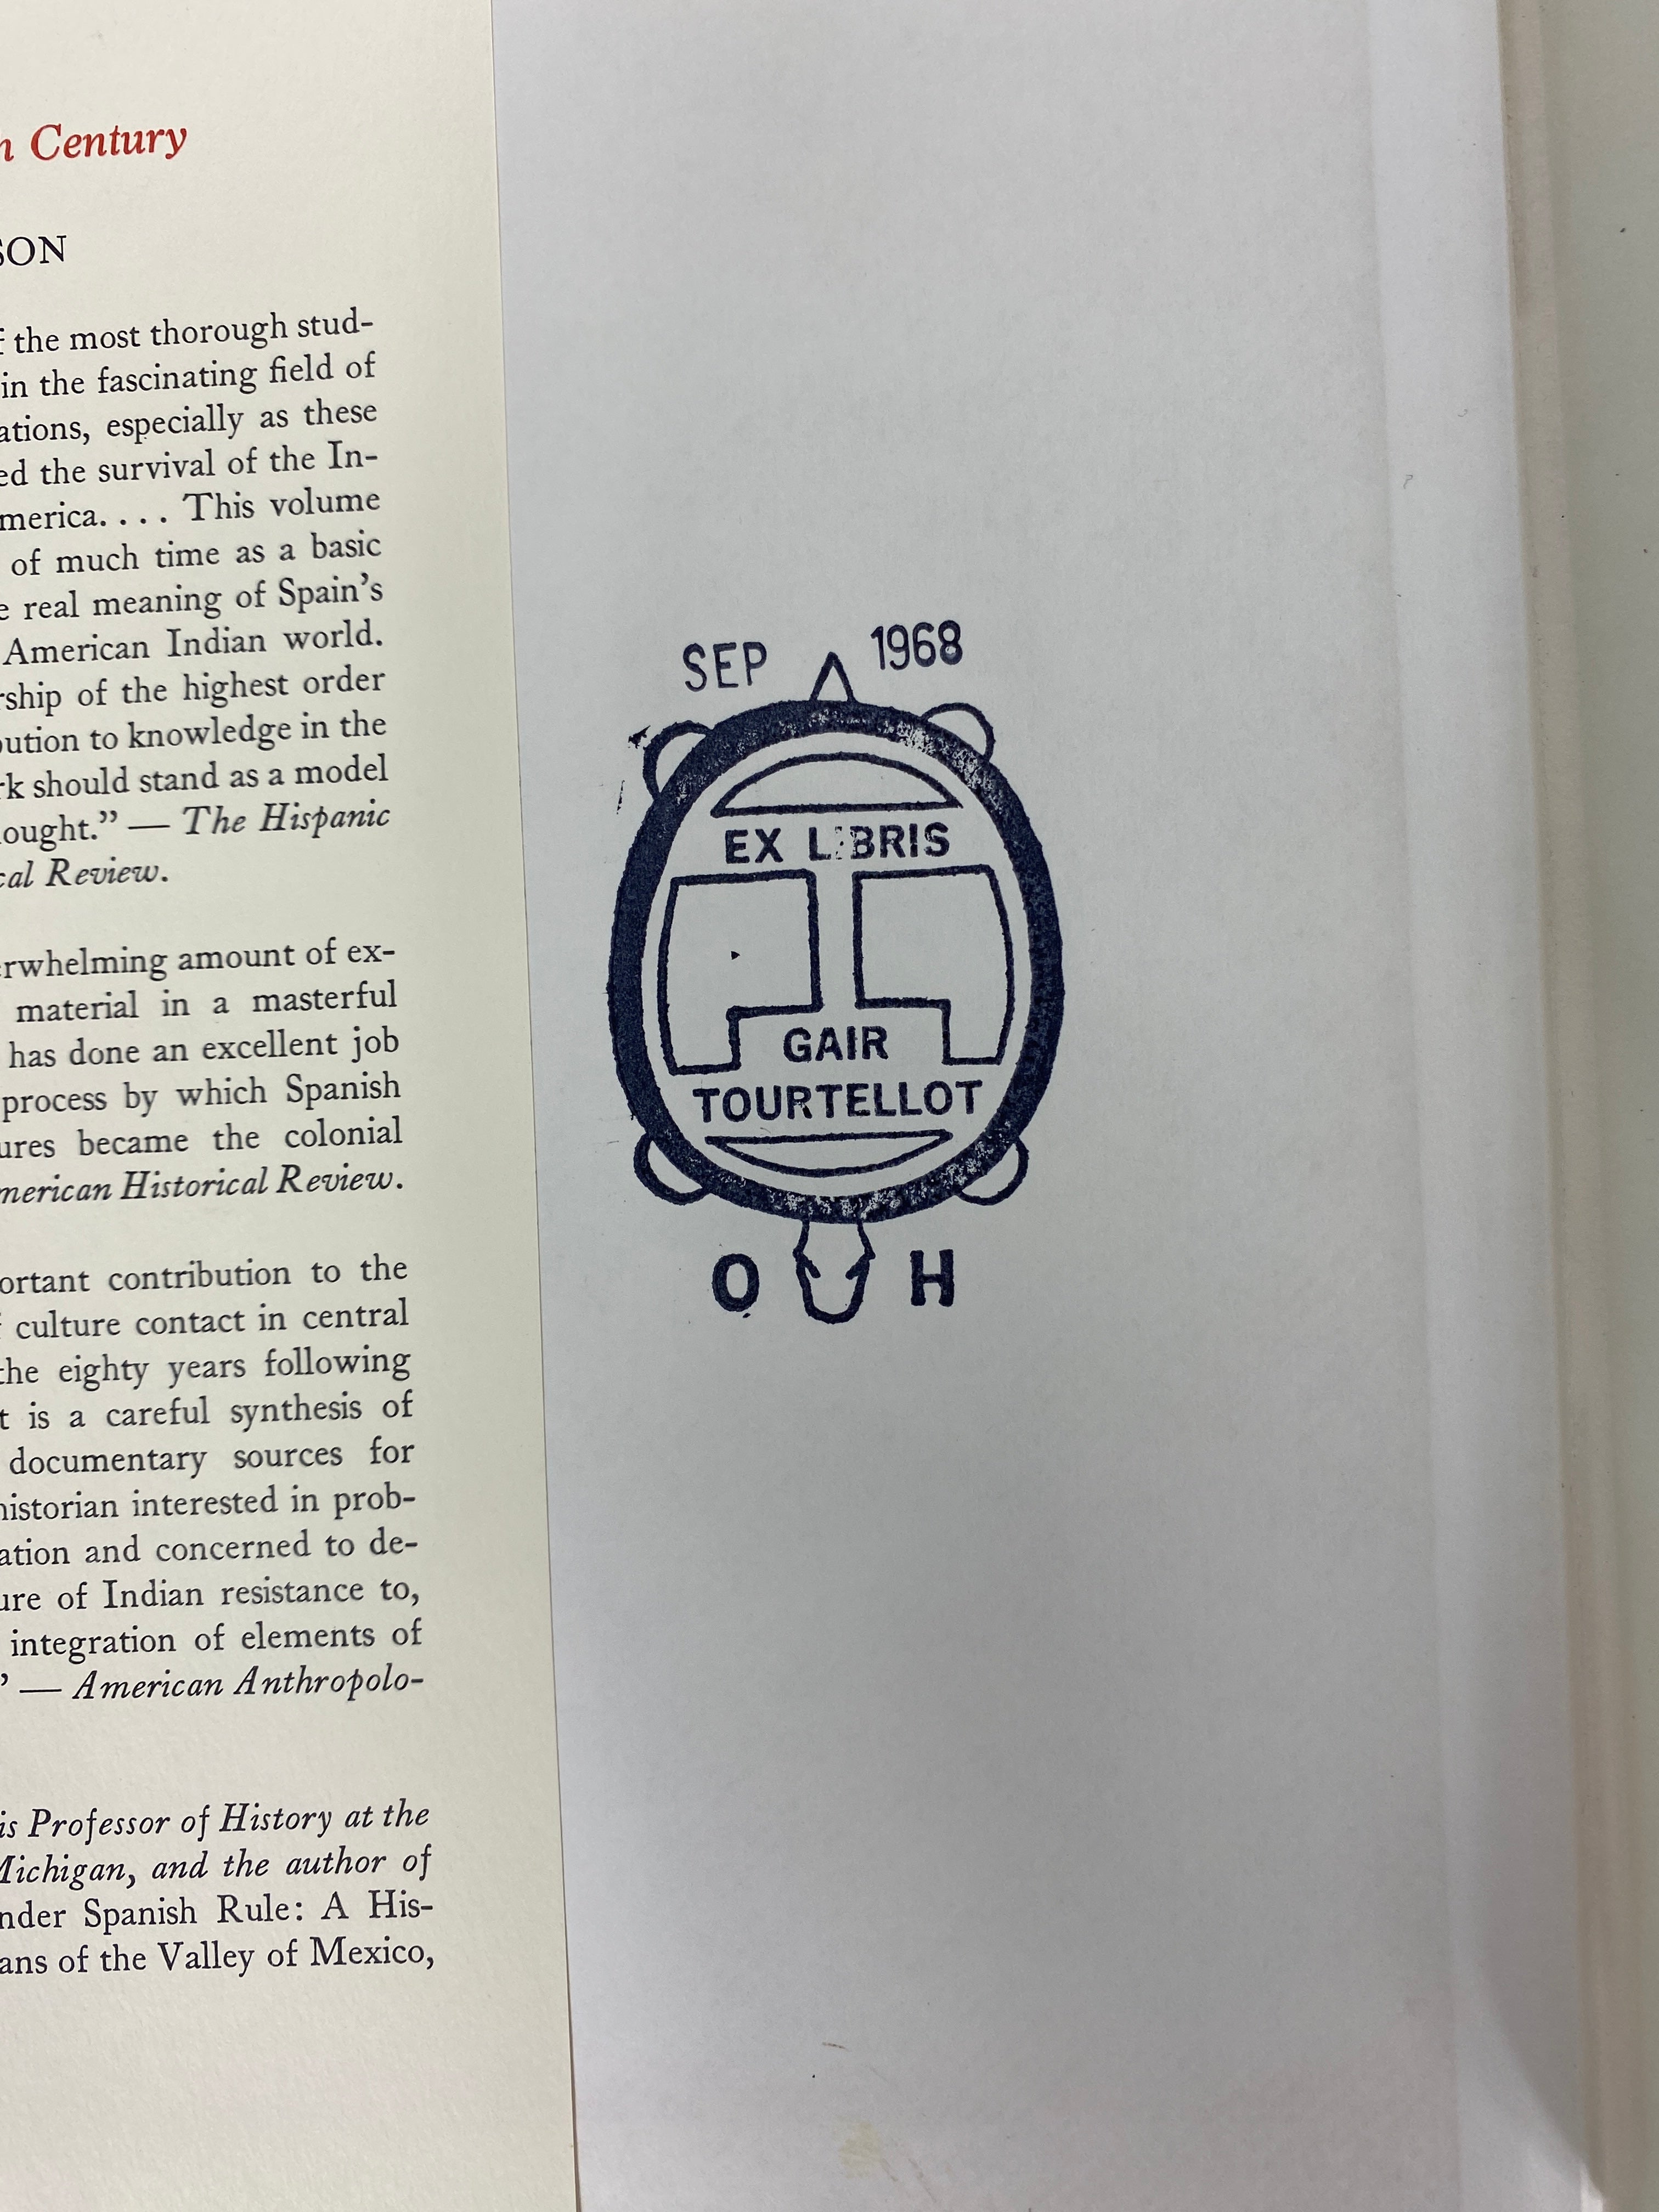 Century
SON
the most thorough stud-
in the fascinating field of
ations, especially as these
ed the survival of the In-
merica. . . . This volume
of much time as a basic
e real meaning of Spain's
American Indian world.
rship of the highest order
bution to knowledge in the
rk should stand as a model
hought.” — The Hispanic
cal Review.
erwhelming amount of ex-
material in a masterful
has done an excellent job
process by which Spanish
ures became the colonial
merican Historical Review.
portant contribution to the
culture contact in central
the eighty years following
t is a careful synthesis of
documentary sources for
historian interested in prob-
ation and concerned to de-
ure of Indian resistance to,
integration of elements of
” — American Anthropolo-
is Professor of History at the
Michigan, and the author of
nder Spanish Rule: A His-
ans of the Valley of Mexico,
SEP 1968
EX LIBRIS
GAIR
TOURTELLOT
O H